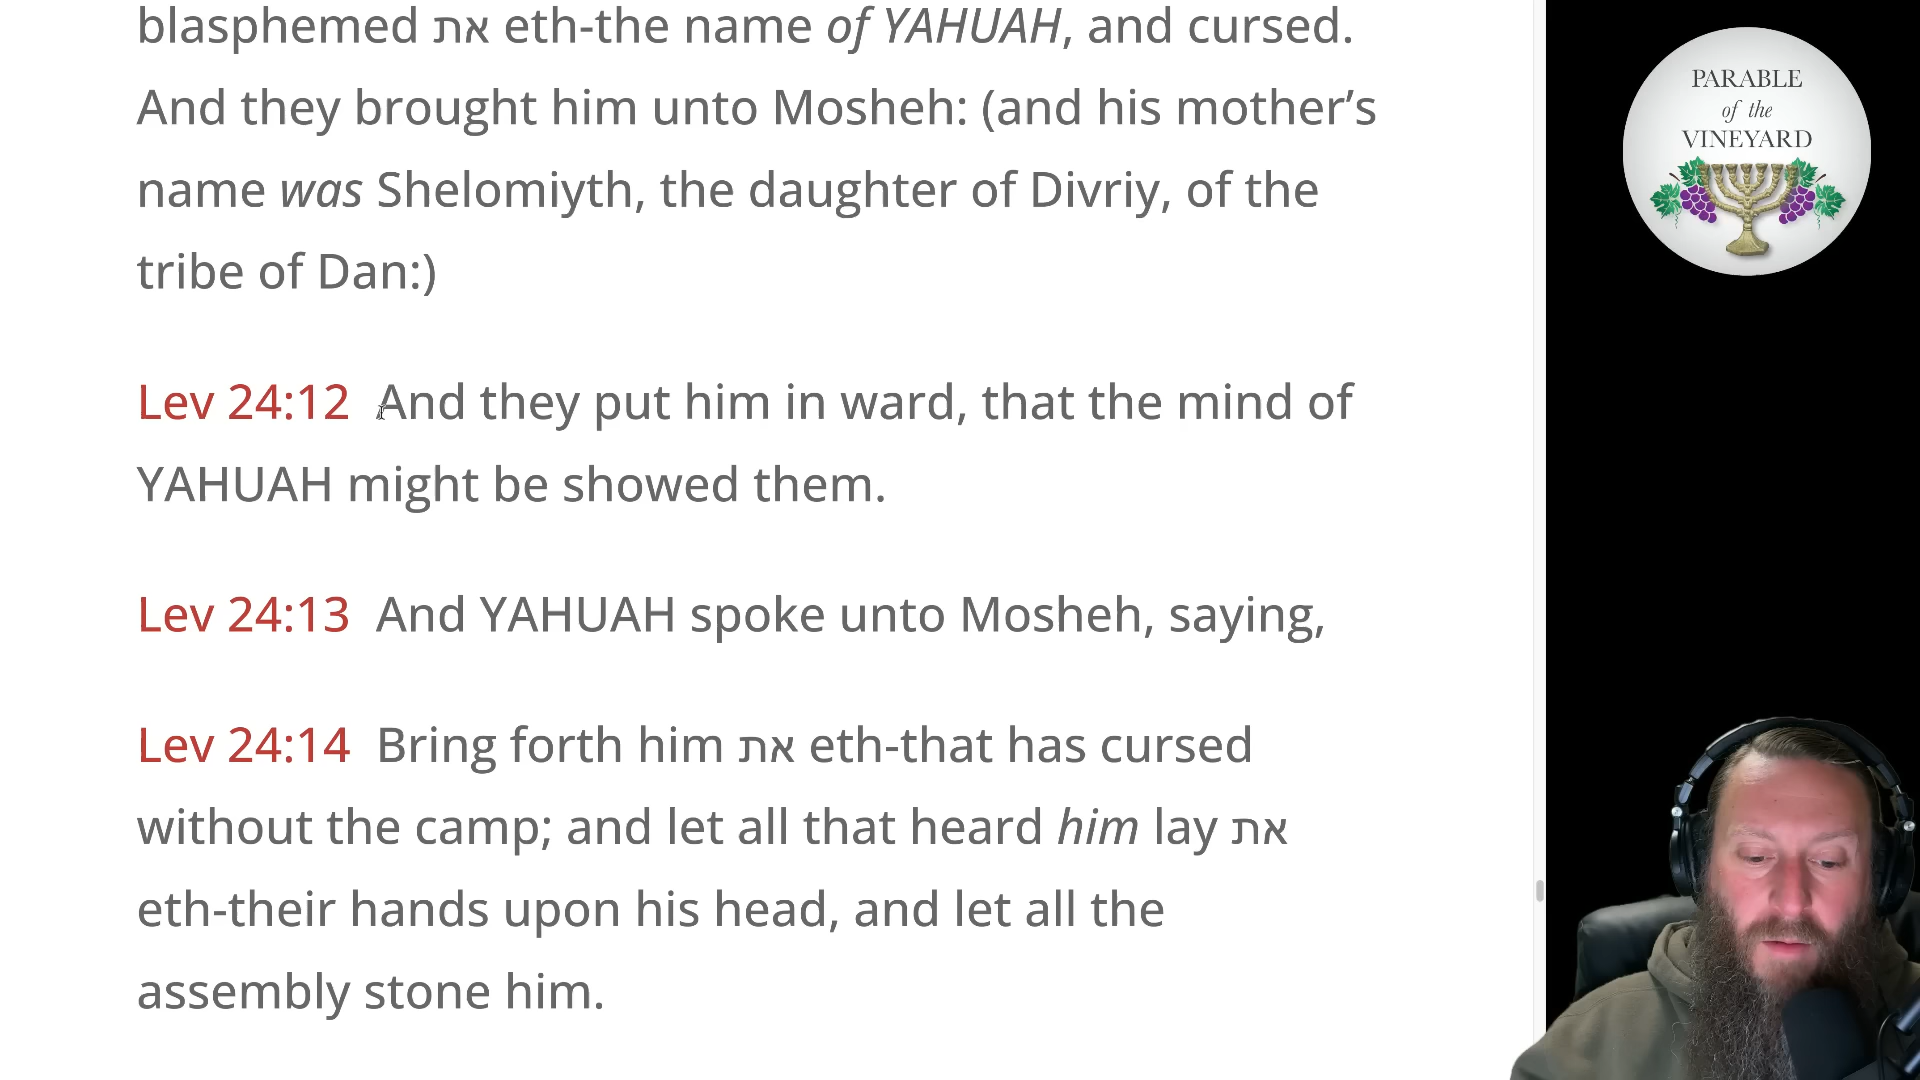 blasphemed את eth-the name of YAHUAH, and cursed.
And they brought him unto Mosheh: (and his mother’s
name was Shelomiyth, the daughter of Divriy, of the
tribe of Dan:)
Lev 24:12 And they put him in ward, that the mind of
YAHUAH might be showed them.
Lev 24:13 And YAHUAH spoke unto Mosheh, saying,
Lev 24:14 Bring forth him את eth-that has cursed
without the camp; and let all that heard him lay את
eth-their hands upon his head, and let all the
assembly stone him.
PARABLE
of the
VINEYARD